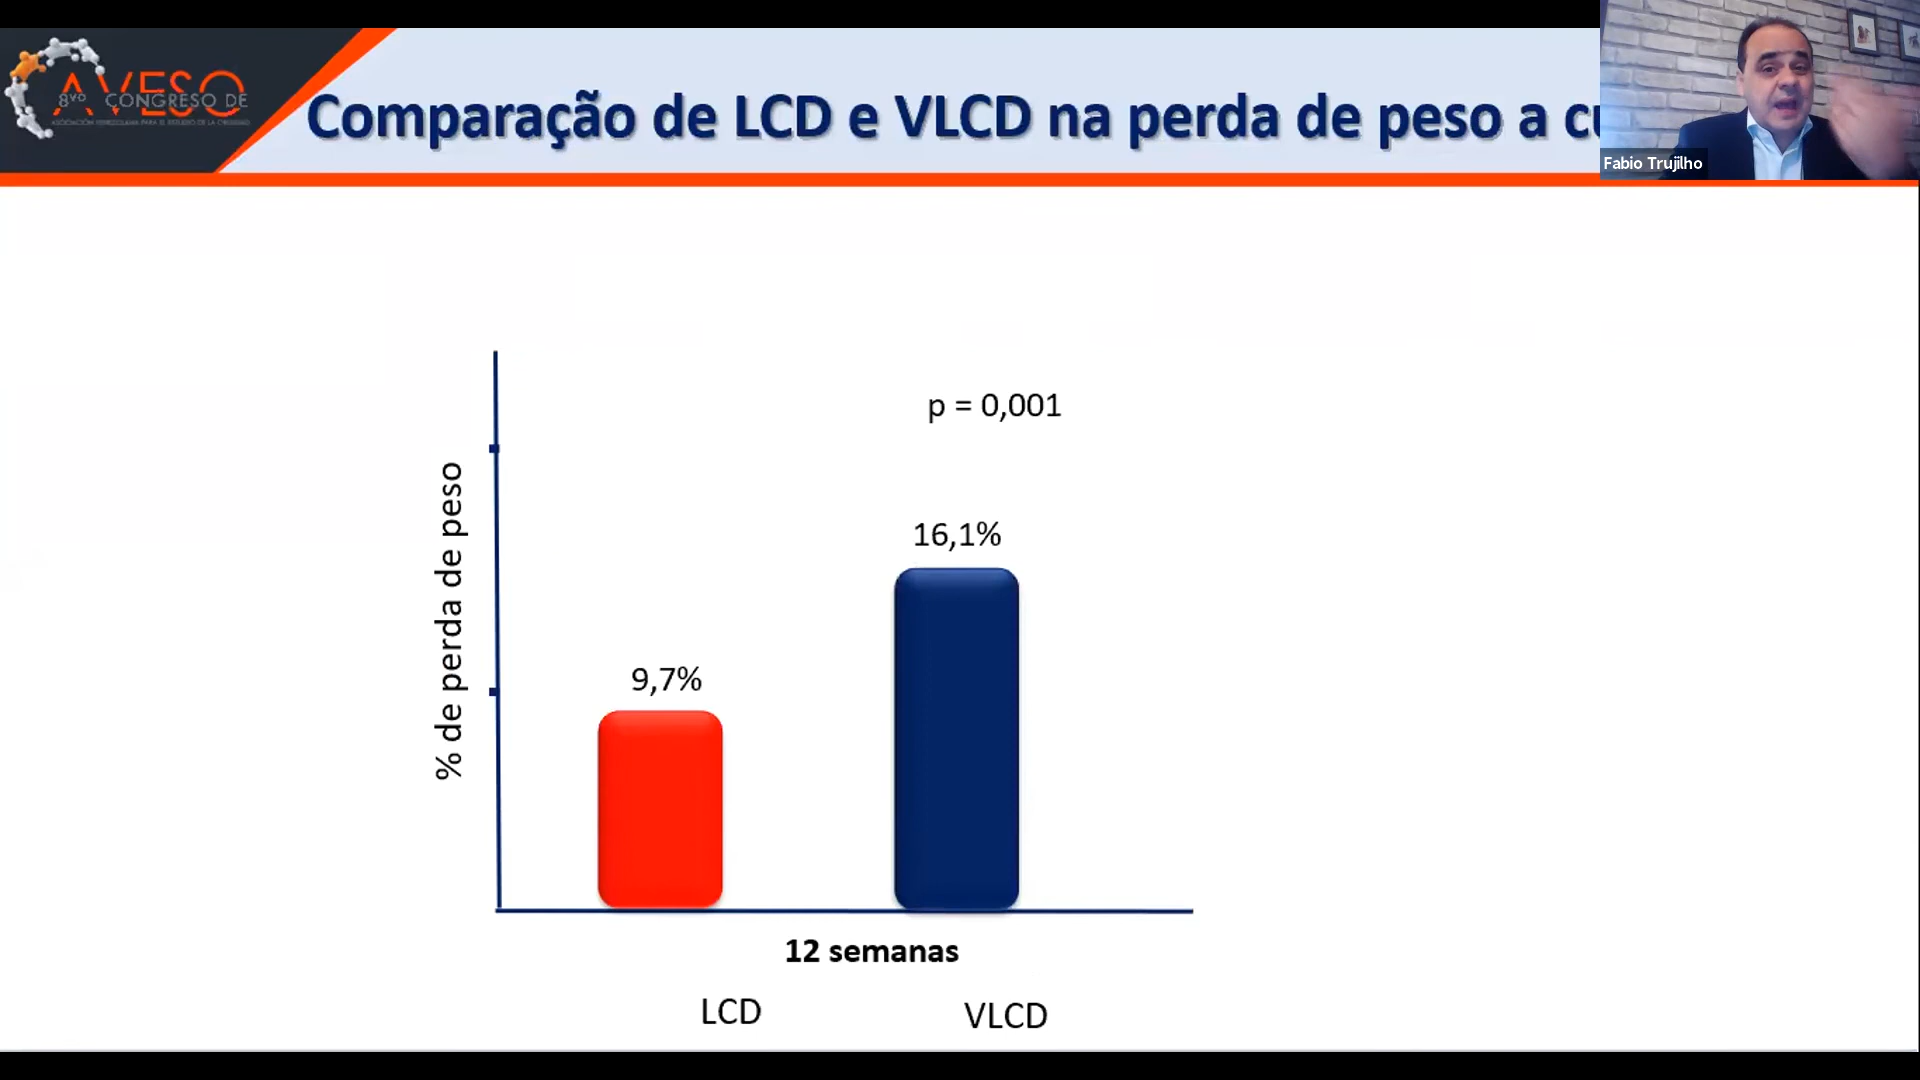 AVESO
8vo CONGRESO DE
Comparação de LCD e VLCD na perda de peso a
Fabio Trujilho
p = 0,001
% de perda de peso
16,1%
9,7%
12 semanas
LCD
VLCD